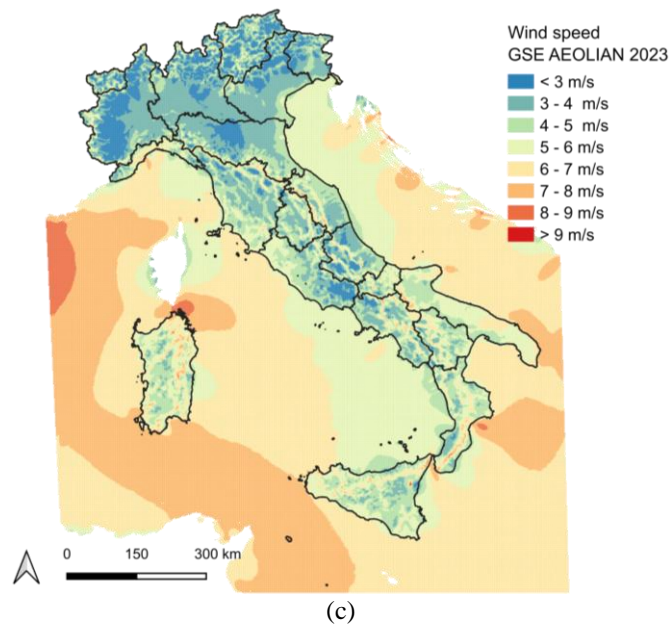 Wind speed
GSE AEOLIAN 2023
< 3 m/s
3 - 4 m/s
4 - 5 m/s
5 - 6 m/s
6 - 7 m/s
7 - 8 m/s
8 - 9 m/s
> 9 m/s
0 150 300 km
(c)